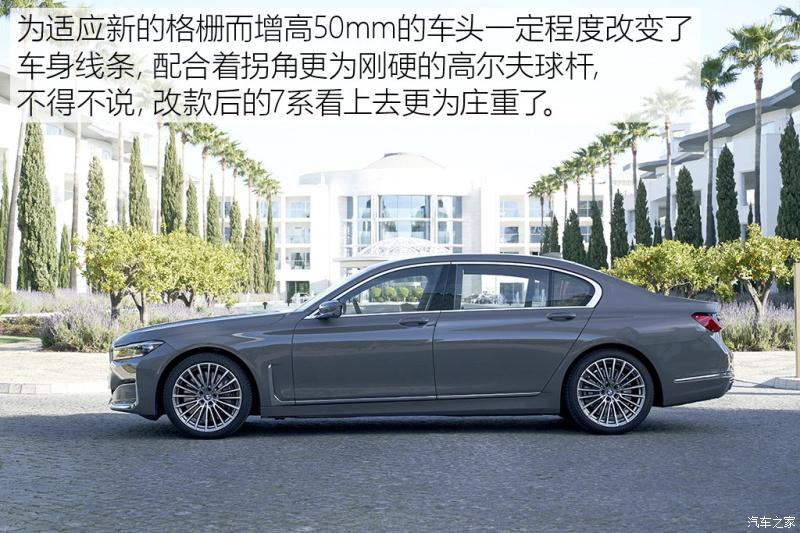 为适应新的格栅而增高50mm的车头一定程度改变了
车身线条, 配合着拐角更为刚硬的高尔夫球杆,
不得不说, 改款后的7系看上去更为庄重了。
汽车之家